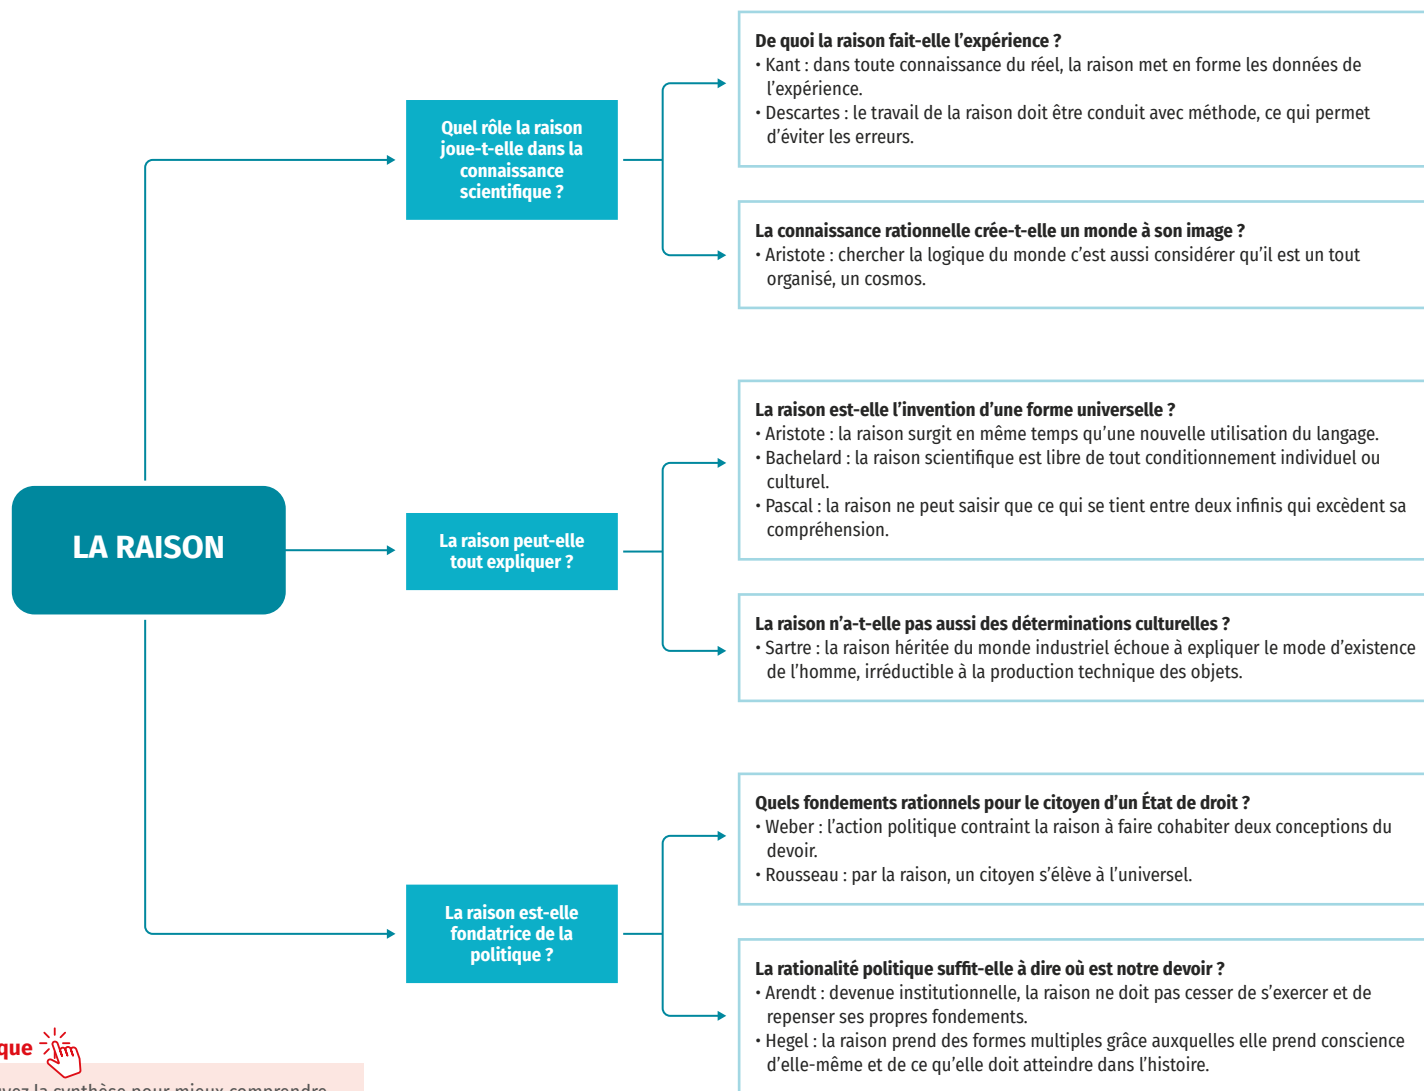 De quoi la raison fait-elle l’expérience ?
• Kant : dans toute connaissance du réel, la raison met en forme les données de
l’expérience.
• Descartes : le travail de la raison doit être conduit avec méthode, ce qui permet
d’éviter les erreurs.
Quel rôle la raison
joue-t-elle dans la
connaissance
scientifique ?
La connaissance rationnelle crée-t-elle un monde à son image ?
• Aristote : chercher la logique du monde c’est aussi considérer qu’il est un tout
organisé, un cosmos.
La raison est-elle l’invention d’une forme universelle ?
• Aristote : la raison surgit en même temps qu’une nouvelle utilisation du langage.
• Bachelard : la raison scientifique est libre de tout conditionnement individuel ou
culturel.
• Pascal : la raison ne peut saisir que ce qui se tient entre deux infinis qui excèdent sa
compréhension.
LA RAISON
La raison peut-elle
tout expliquer ?
La raison n’a-t-elle pas aussi des déterminations culturelles ?
• Sartre : la raison héritée du monde industriel échoue à expliquer le mode d’existence
de l’homme, irréductible à la production technique des objets.
Quels fondements rationnels pour le citoyen d’un État de droit ?
• Weber : l’action politique contraint la raison à faire cohabiter deux conceptions du
devoir.
• Rousseau : par la raison, un citoyen s’élève à l’universel.
La raison est-elle
fondatrice de la
politique ?
La rationalité politique suffit-elle à dire où est notre devoir ?
• Arendt : devenue institutionnelle, la raison ne doit pas cesser de s’exercer et de
repenser ses propres fondements.
• Hegel : la raison prend des formes multiples grâce auxquelles elle prend conscience
d’elle-même et de ce qu’elle doit atteindre dans l’histoire.
que
la synthèse pour mieux comprendre